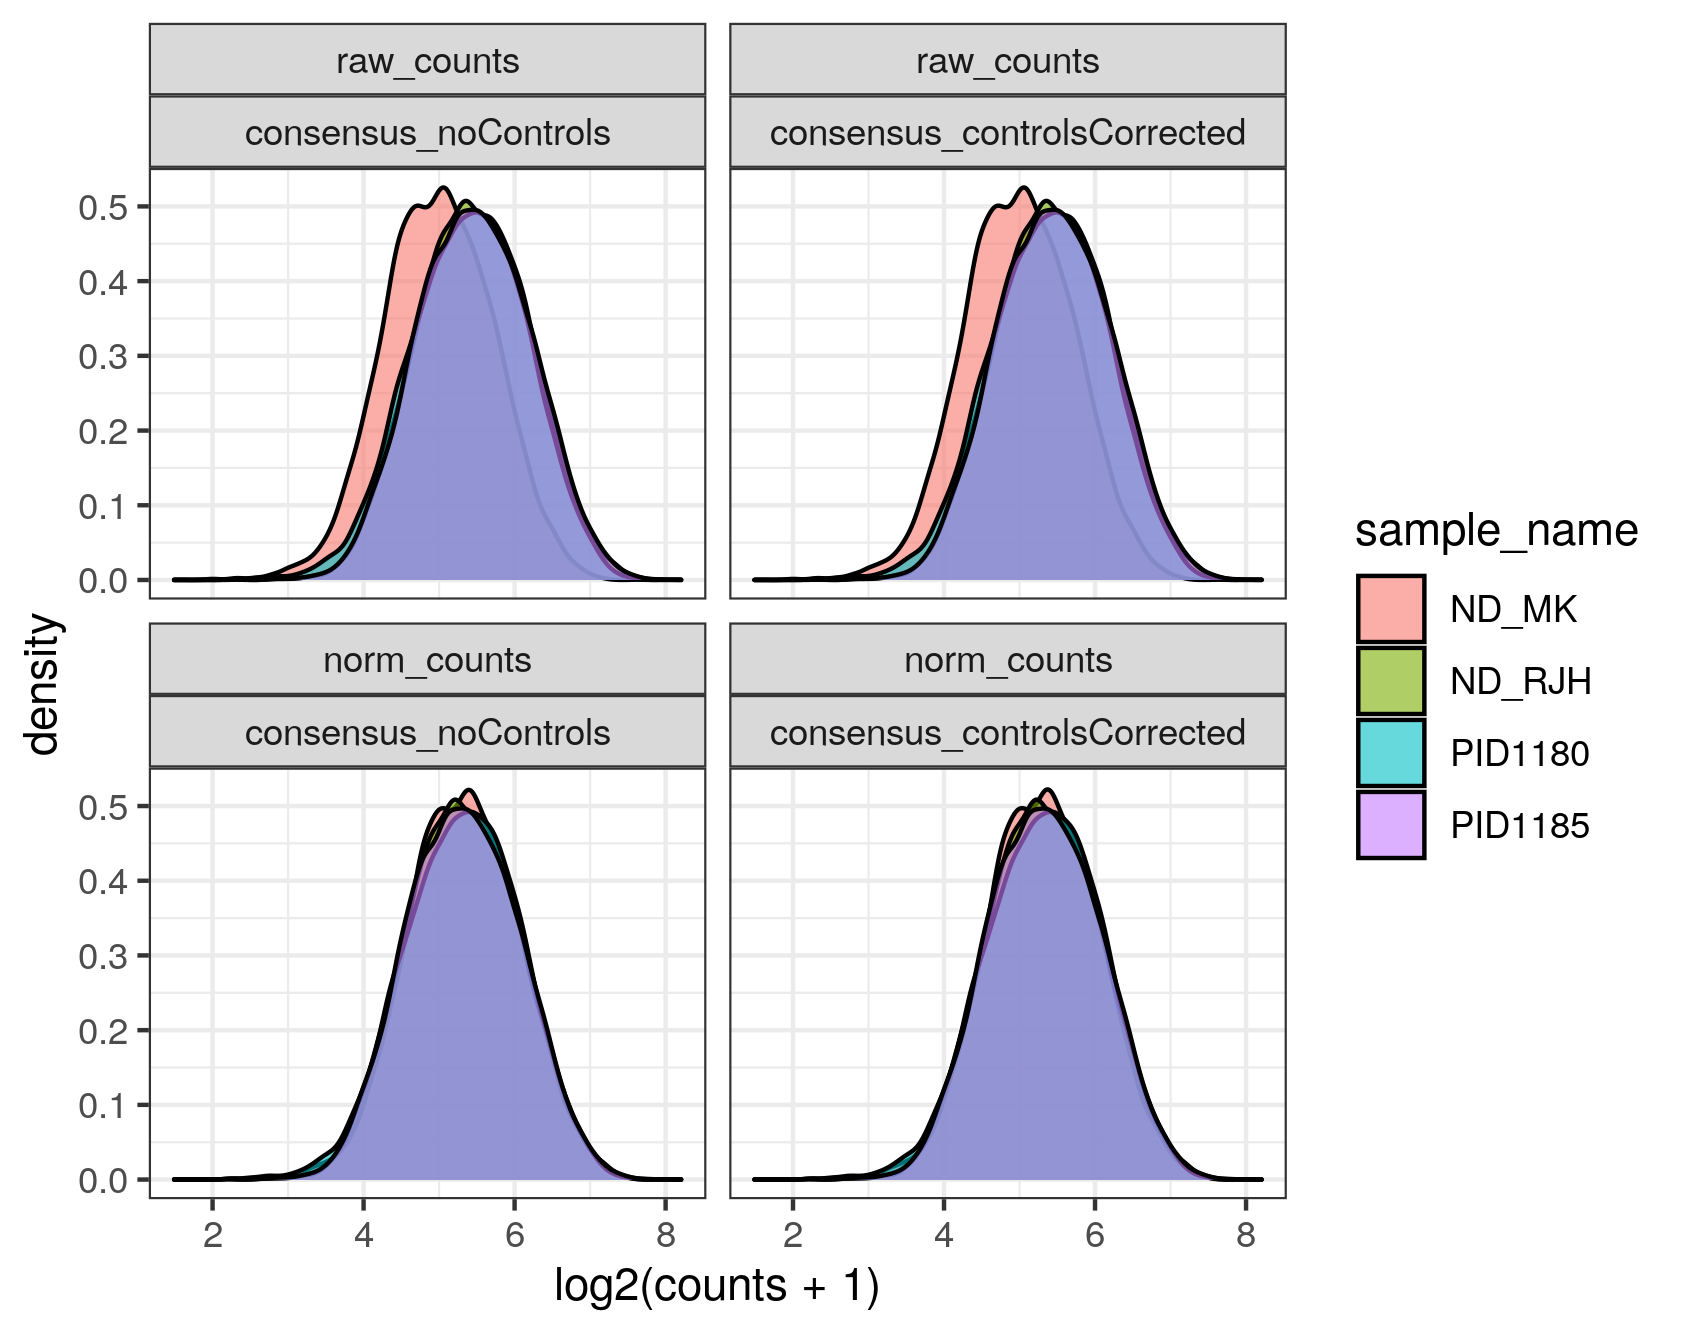 raw_counts
raw_counts
consensus_noControls
consensus_controlsCorrected
0.5
0.4
0.3
0.2
0.1
0.0
norm_counts
norm_counts
consensus_noControls
consensus_controlsCorrected
0.5
0.4
0.3
0.2
0.1
0.0
2 4 6 8
2 4 6 8
log2(counts + 1)
density
sample_name
ND_MK
ND_RJH
PID1180
PID1185